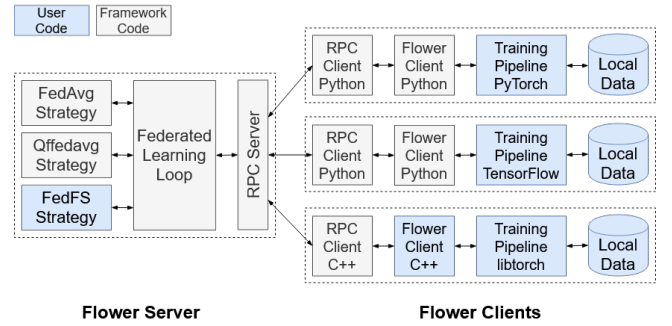 User
Code
Framework
Code
FedAvg
Strategy
Qffedavg
Strategy
FedFS
Strategy
Federated
Learning
Loop
RPC Server
RPC
Client
Python
Flower
Client
Python
Training
Pipeline
PyTorch
Local
Data
RPC
Client
Python
Flower
Client
Python
Training
Pipeline
TensorFlow
Local
Data
RPC
Client
C++
Flower
Client
C++
Training
Pipeline
libtorch
Local
Data
Flower Server
Flower Clients